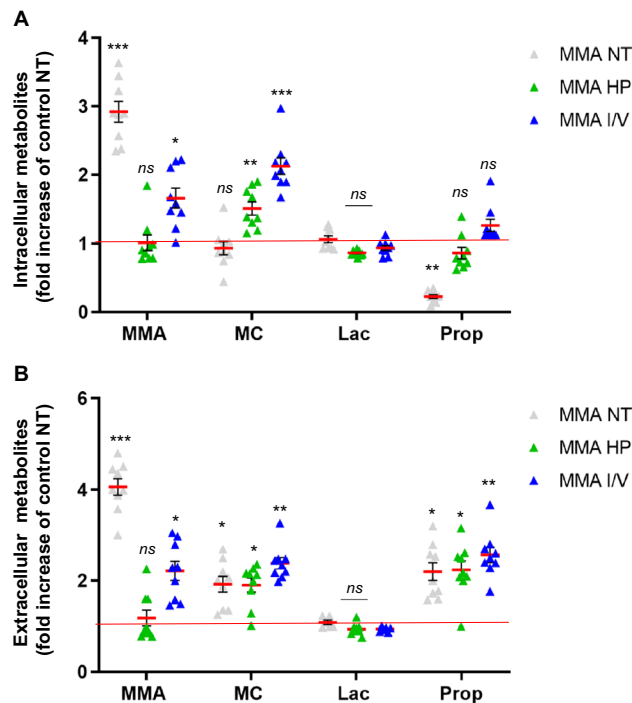 A
Intracellular metabolites
(fold increase of control NT)
4
3
2
1
0
***
ns
*
ns
**
***
ns
**
ns
ns
MMA
MC
Lac
Prop
MMA NT
MMA HP
MMA I/V
B
Extracellular metabolites
(fold increase of control NT)
6
4
2
0
***
ns
*
*
*
**
ns
*
*
**
MMA
MC
Lac
Prop
MMA NT
MMA HP
MMA I/V